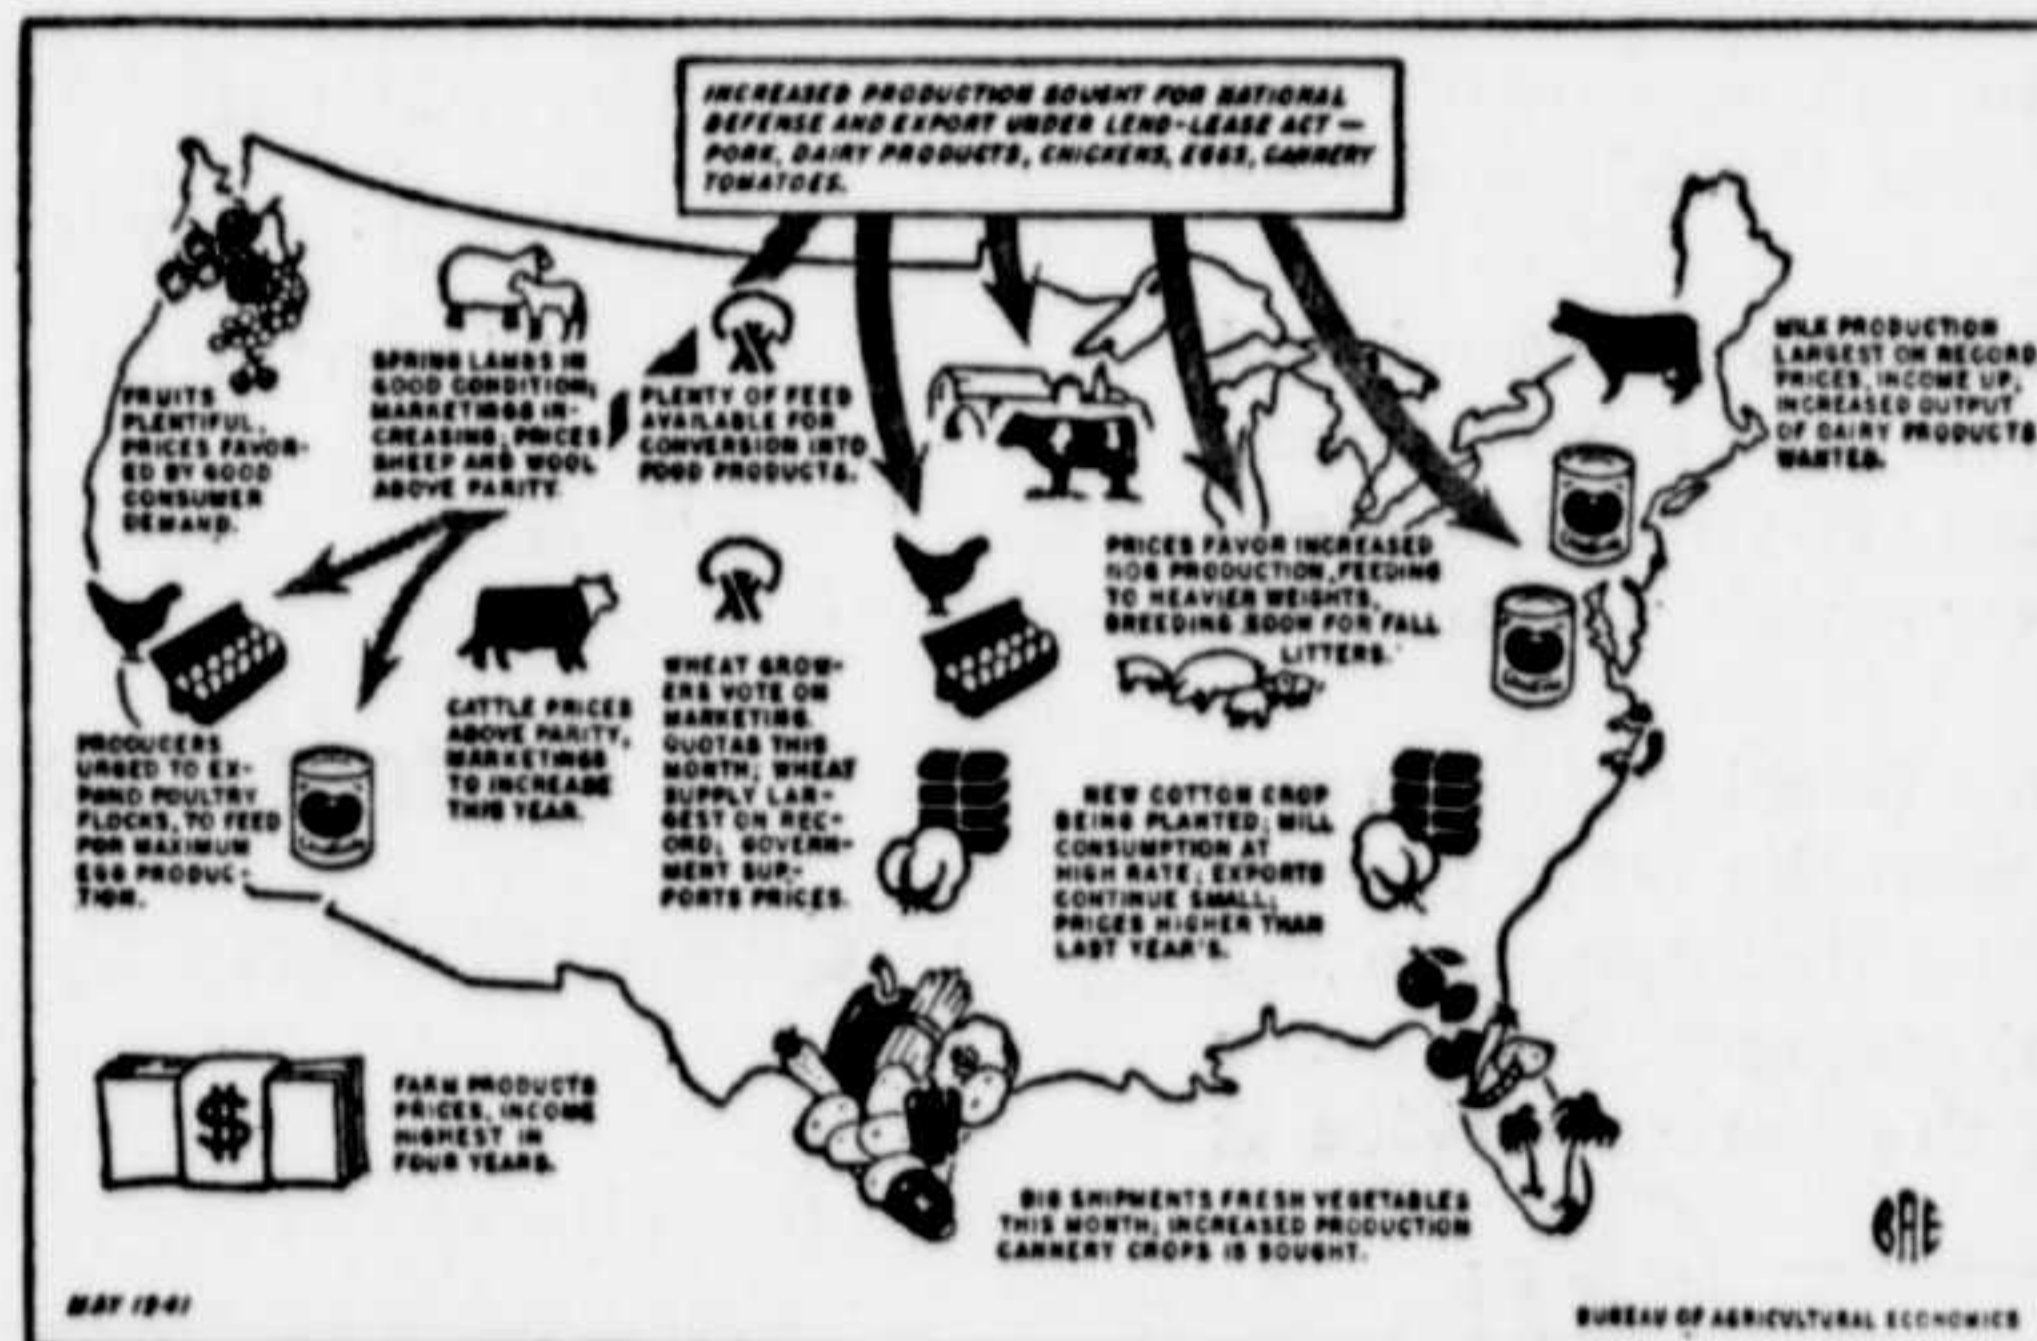 INCREASED PRODUCTION SOUGHT FOR NATIONAL
DEFENSE AND EXPORT UNDER LEND-LEASE ACT —
PORK, DAIRY PRODUCTS, CHICKENS, EGGS, CANNERY
TOMATOES.
FRUITS
PLENTIFUL,
PRICES FAVOR-
ED BY GOOD
CONSUMER
DEMAND.
SPRING LAMBS IN
GOOD CONDITION;
MARKETINGS IN-
CREASING; PRICES
SHEEP AND WOOL
ABOVE PARITY.
PLENTY OF FEED
AVAILABLE FOR
CONVERSION INTO
FOOD PRODUCTS.
MILK PRODUCTION
LARGEST ON RECORD
PRICES, INCOME UP,
INCREASED OUTPUT
OF DAIRY PRODUCTS
WANTED.
PRICES FAVOR INCREASED
HOG PRODUCTION, FEEDING
TO HEAVIER WEIGHTS,
BREEDING SOON FOR FALL
LITTERS.
PRODUCERS
URGED TO EX-
PAND POULTRY
FLOCKS, TO FEED
FOR MAXIMUM
EGG PRODUC-
TION.
CATTLE PRICES
ABOVE PARITY,
MARKETINGS
TO INCREASE
THIS YEAR.
WHEAT GROW-
ERS VOTE ON
MARKETING
QUOTAS THIS
MONTH; WHEAT
SUPPLY LAR-
GEST ON REC-
ORD; GOVERN-
MENT SUP-
PORTS PRICES.
NEW COTTON CROP
BEING PLANTED; MILL
CONSUMPTION AT
HIGH RATE; EXPORTS
CONTINUE SMALL;
PRICES HIGHER THAN
LAST YEAR'S.
$
FARM PRODUCTS
PRICES, INCOME
HIGHEST IN
FOUR YEARS.
BIG SHIPMENTS FRESH VEGETABLES
THIS MONTH; INCREASED PRODUCTION
CANNERY CROPS IS SOUGHT.
BAE
MAY 1941
BUREAU OF AGRICULTURAL ECONOMICS